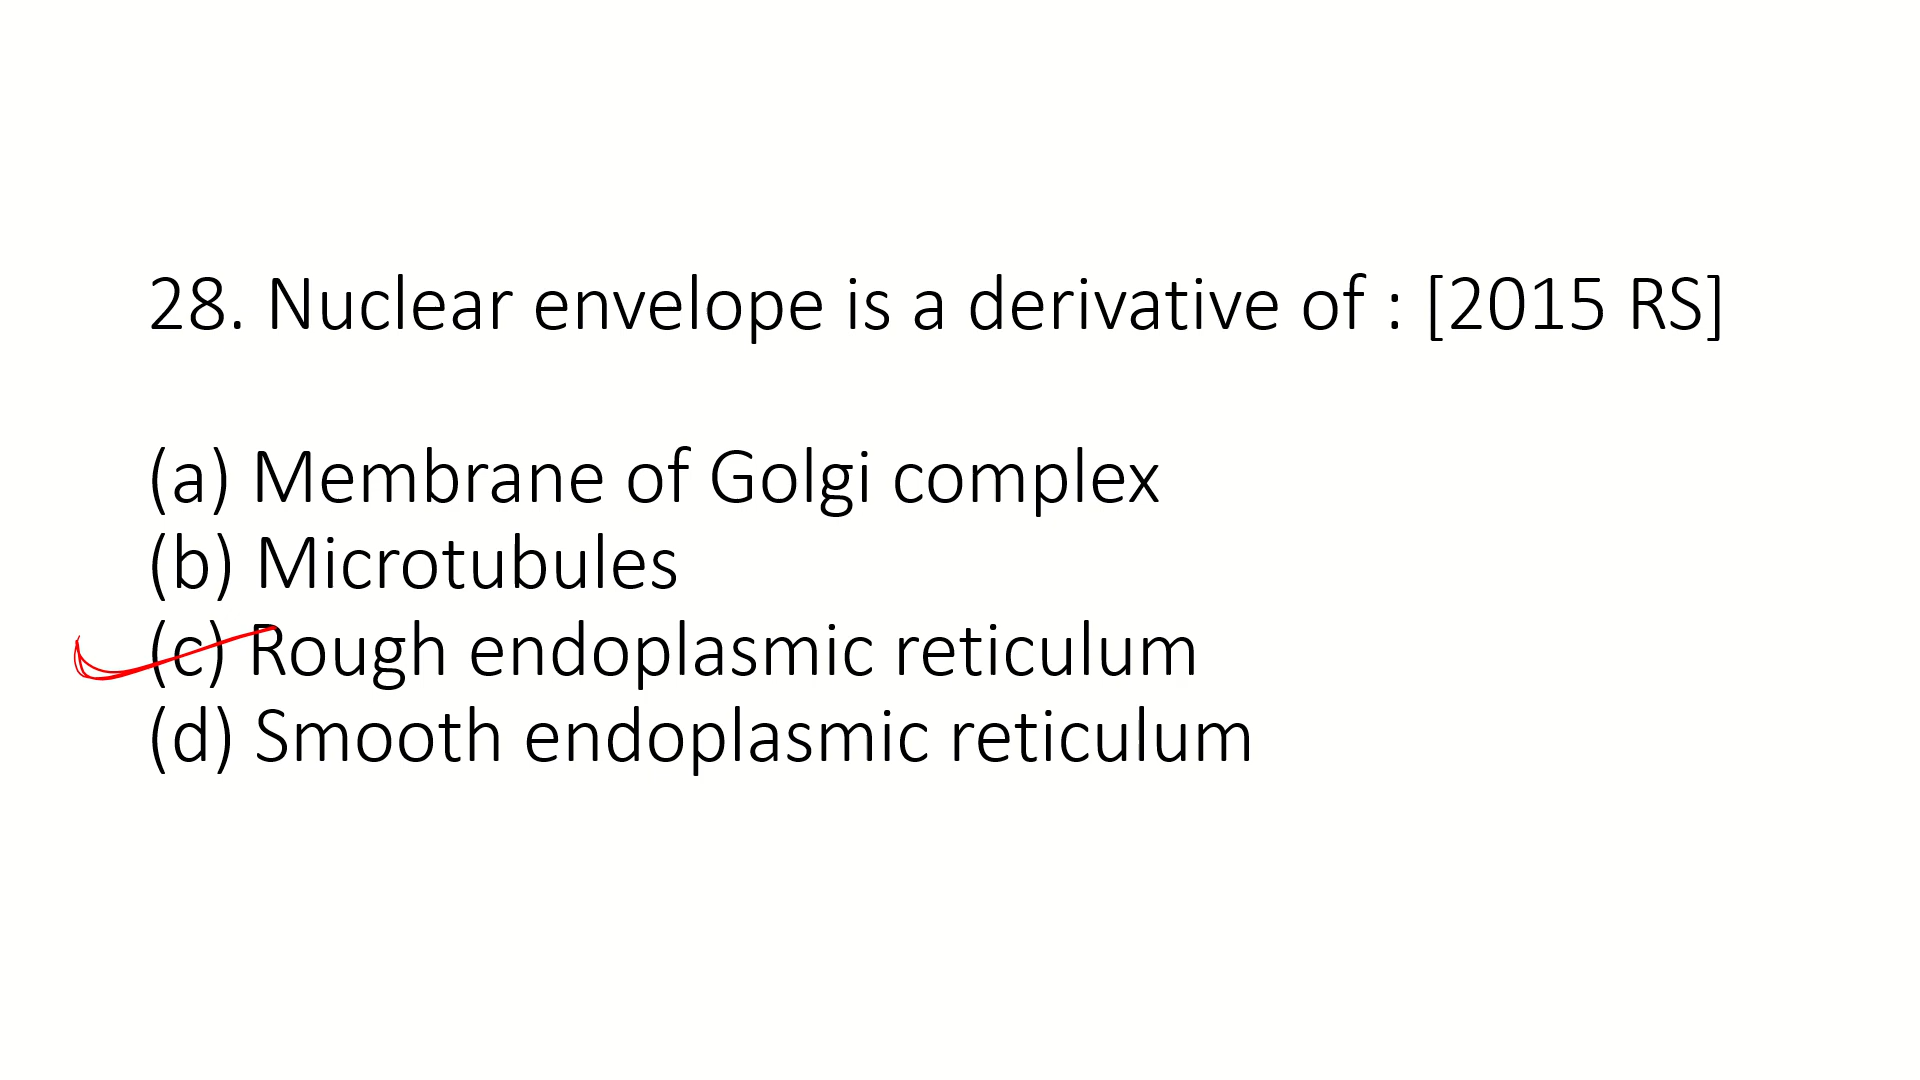 28. Nuclear envelope is a derivative of : [2015 RS]
(a) Membrane of Golgi complex
(b) Microtubules
(c) Rough endoplasmic reticulum
(d) Smooth endoplasmic reticulum